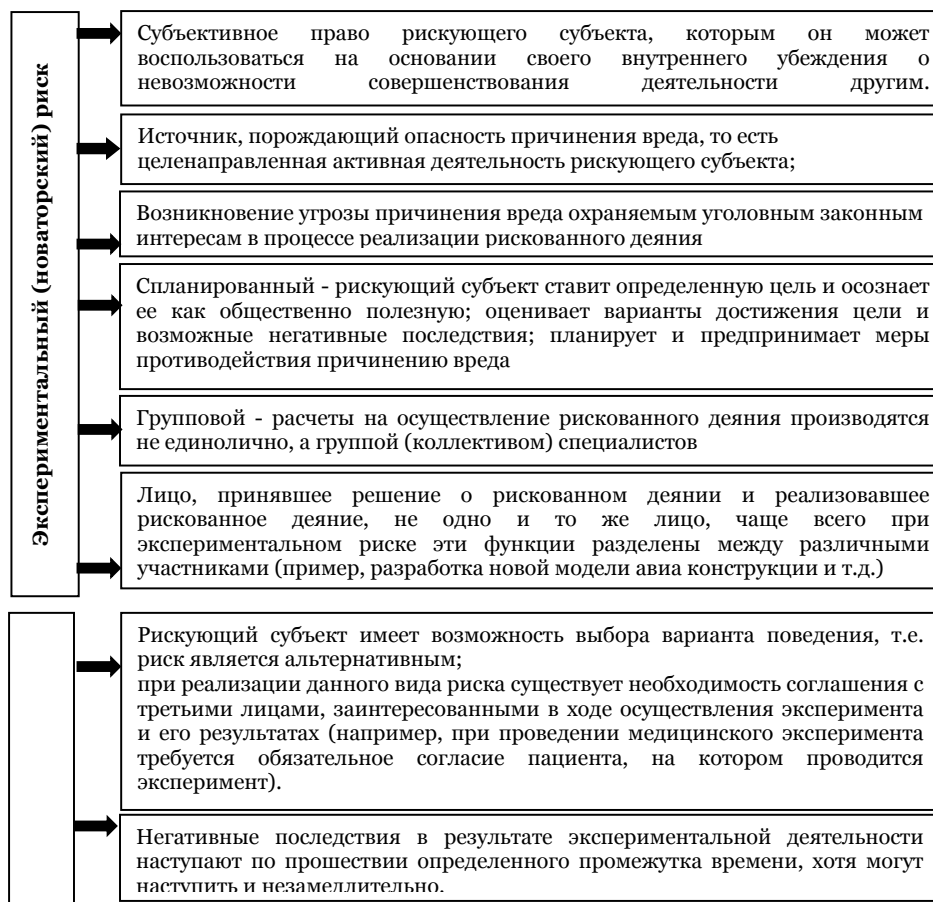 Экспериментальный (новаторский) риск
Субъективное право рискующего субъекта, которым он может
воспользоваться на основании своего внутреннего убеждения о
невозможности совершенствования деятельности другим.
Источник, порождающий опасность причинения вреда, то есть
целенаправленная активная деятельность рискующего субъекта;
Возникновение угрозы причинения вреда охраняемым уголовным законным
интересам в процессе реализации рискованного деяния
Спланированный - рискующий субъект ставит определенную цель и осознает
ее как общественно полезную; оценивает варианты достижения цели и
возможные негативные последствия; планирует и предпринимает меры
противодействия причинению вреда
Групповой - расчеты на осуществление рискованного деяния производятся
не единолично, а группой (коллективом) специалистов
Лицо, принявшее решение о рискованном деянии и реализовавшее
рискованное деяние, не одно и то же лицо, чаще всего при
экспериментальном риске эти функции разделены между различными
участниками (пример, разработка новой модели авиа конструкции и т.д.)
Рискующий субъект имеет возможность выбора варианта поведения, т.е.
риск является альтернативным;
при реализации данного вида риска существует необходимость соглашения с
третьими лицами, заинтересованными в ходе осуществления эксперимента
и его результатах (например, при проведении медицинского эксперимента
требуется обязательное согласие пациента, на котором проводится
эксперимент).
Негативные последствия в результате экспериментальной деятельности
наступают по прошествии определенного промежутка времени, хотя могут
наступить и незамедлительно.